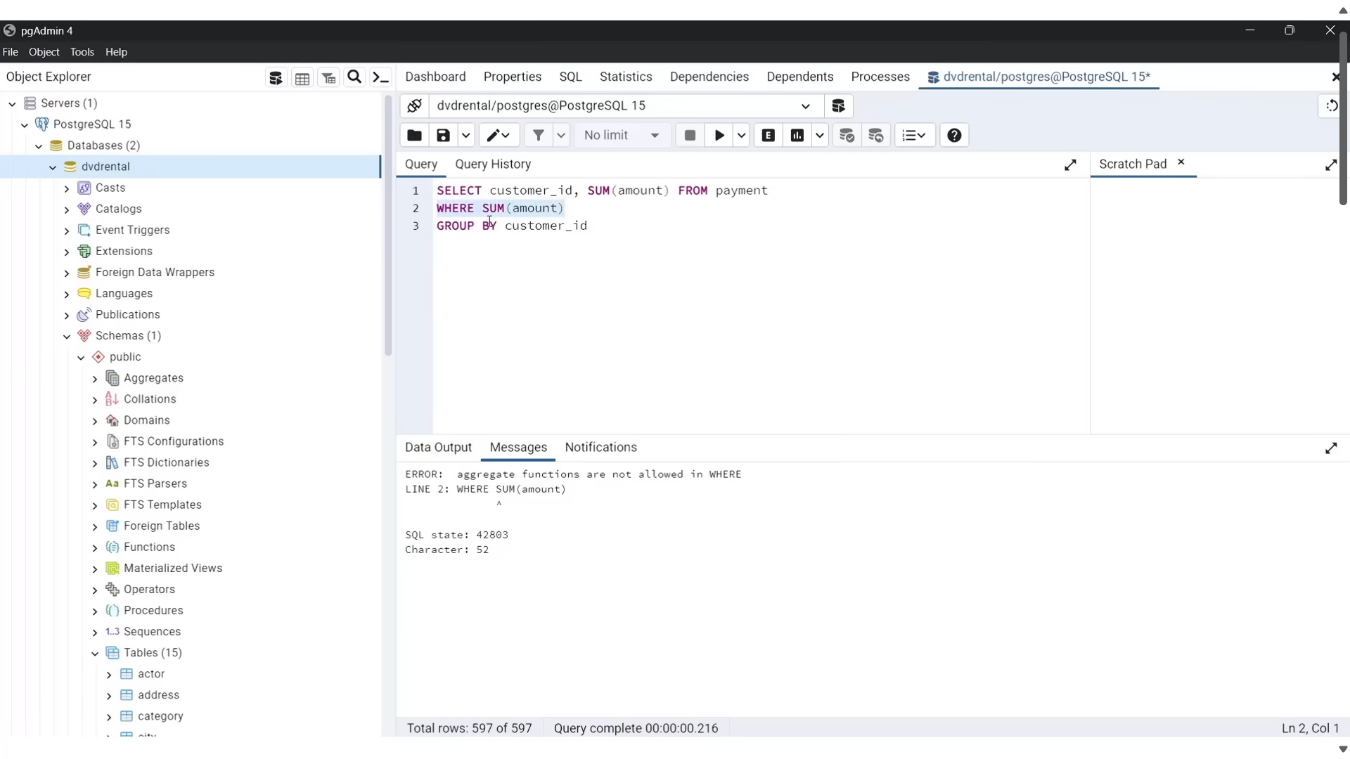 pgAdmin 4
File Object Tools Help
Object Explorer
Dashboard Properties SQL Statistics Dependencies Dependents Processes dvdrental/postgres@PostgreSQL 15*
Servers (1)
PostgreSQL 15
Databases (2)
dvdrental
Casts
Catalogs
Event Triggers
Extensions
Foreign Data Wrappers
Languages
Publications
Schemas (1)
public
Aggregates
Collations
Domains
FTS Configurations
FTS Dictionaries
FTS Parsers
FTS Templates
Foreign Tables
Functions
Materialized Views
Operators
Procedures
1..3 Sequences
Tables (15)
actor
address
category
city
dvdrental/postgres@PostgreSQL 15
No limit
Query Query History
Scratch Pad
1 SELECT customer_id, SUM(amount) FROM payment
2 WHERE SUM(amount)
3 GROUP BY customer_id
Data Output Messages Notifications
ERROR: aggregate functions are not allowed in WHERE
LINE 2: WHERE SUM(amount)
^
SQL state: 42803
Character: 52
Total rows: 597 of 597 Query complete 00:00:00.216 Ln 2, Col 1